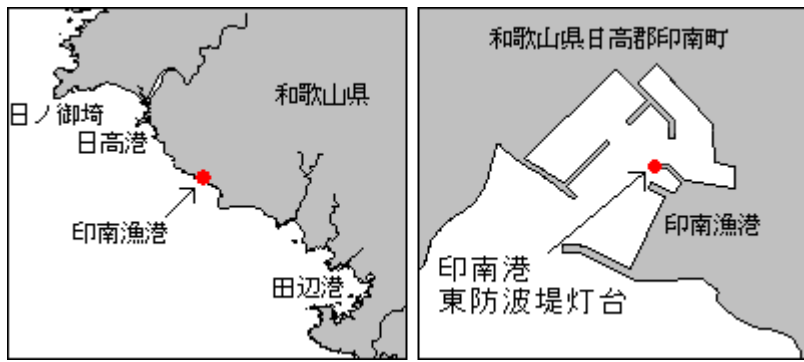 和歌山県
日ノ御埼
日高港
印南漁港
田辺港
和歌山県日高郡印南町
印南漁港
印南港
東防波堤灯台